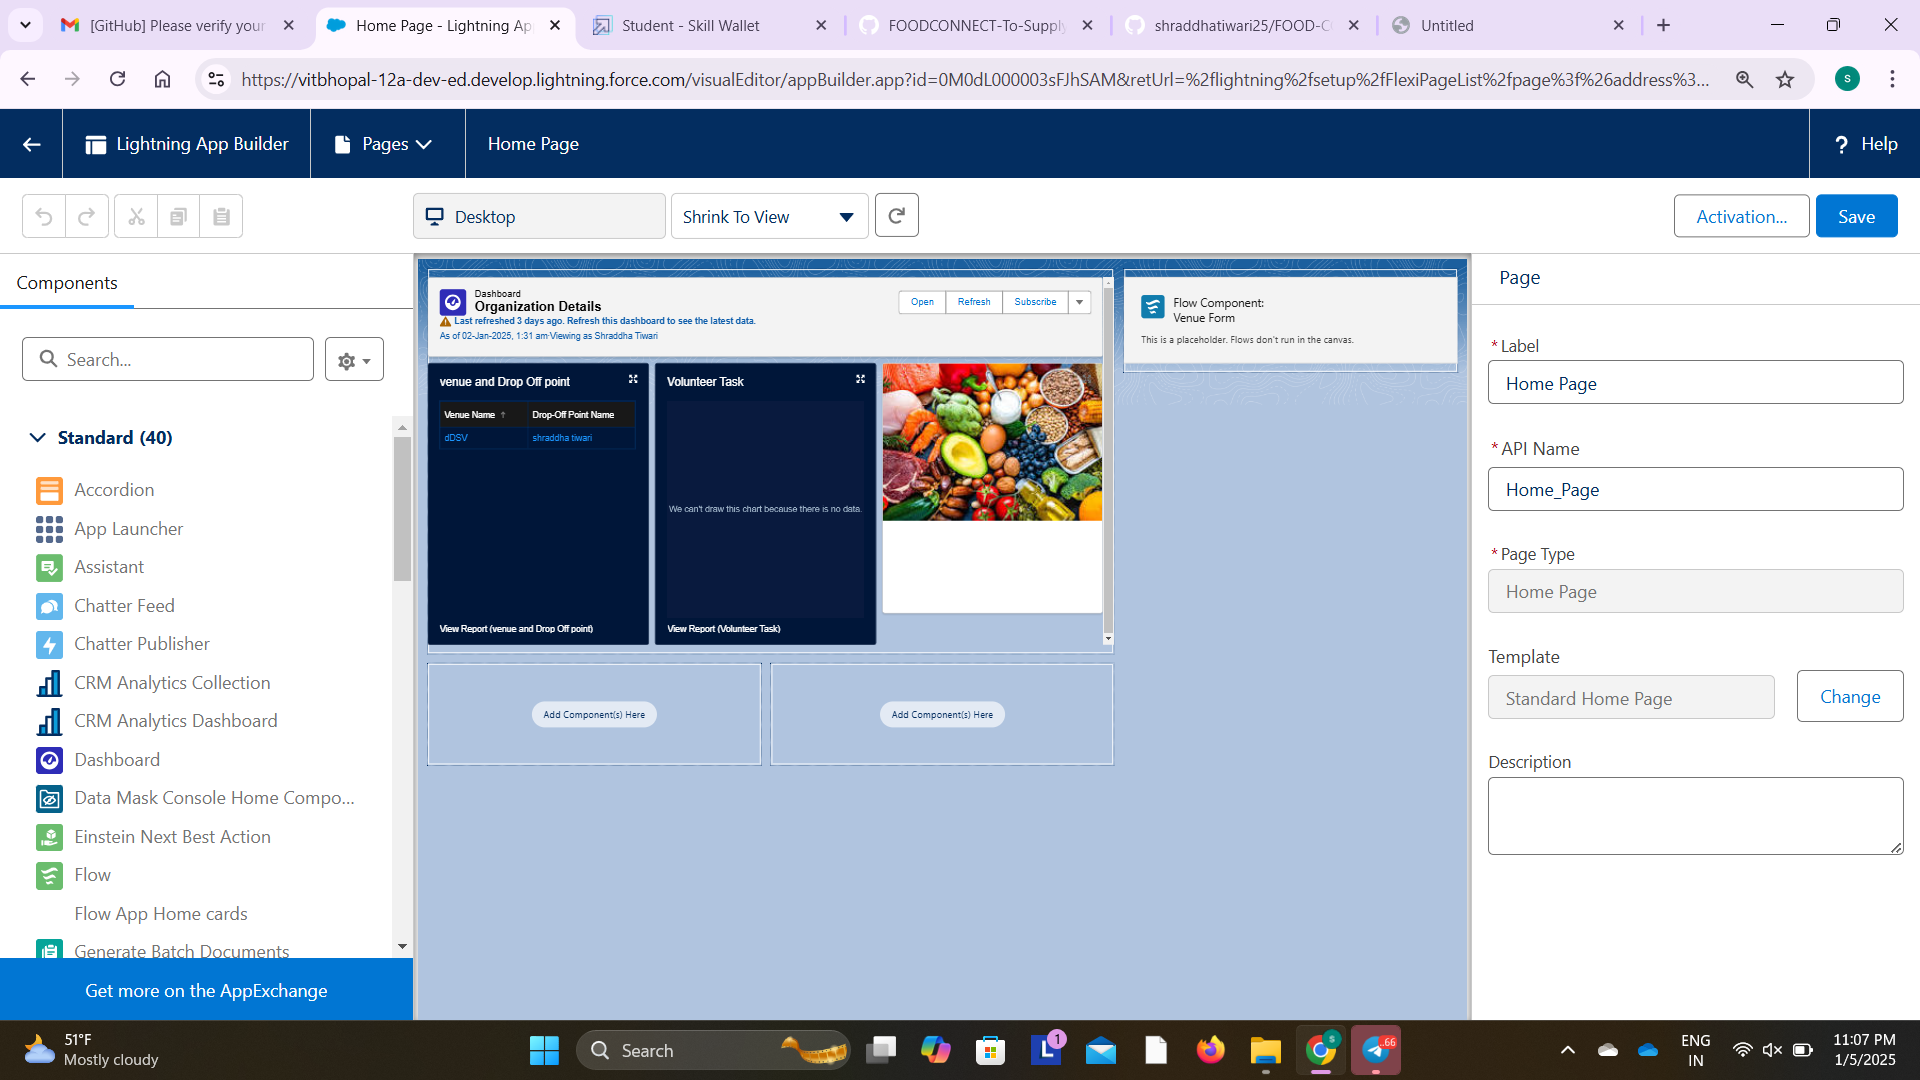 [GitHub] Please verify your
Home Page - Lightning Ap
Student - Skill Wallet
FOODCONNECT-To-Supply
shraddhatiwari25/FOOD-C
Untitled
https://vitbhopal-12a-dev-ed.develop.lightning.force.com/visualEditor/appBuilder.app?id=0M0dL000003sFJhSAM&retUrl=%2flightning%2fsetup%2fFlexiPageList%2fpage%3f%26address%3...
S
Lightning App Builder
Pages
Home Page
? Help
Desktop
Shrink To View
Activation...
Save
Components
Search...
Standard (40)
Accordion
App Launcher
Assistant
Chatter Feed
Chatter Publisher
CRM Analytics Collection
CRM Analytics Dashboard
Dashboard
Data Mask Console Home Compo...
Einstein Next Best Action
Flow
Flow App Home cards
Generate Batch Documents
Get more on the AppExchange
Dashboard
Organization Details
Last refreshed 3 days ago. Refresh this dashboard to see the latest data.
As of 02-Jan-2025, 1:31 am·Viewing as Shraddha Tiwari
Open
Refresh
Subscribe
venue and Drop Off point
Venue Name ↑
Drop-Off Point Name
dDSV
shraddha tiwari
View Report (venue and Drop Off point)
Volunteer Task
We can't draw this chart because there is no data.
View Report (Volunteer Task)
Add Component(s) Here
Add Component(s) Here
Flow Component:
Venue Form
This is a placeholder. Flows don't run in the canvas.
Page
*Label
Home Page
*API Name
Home_Page
*Page Type
Home Page
Template
Standard Home Page
Change
Description
51°F
Mostly cloudy
Search
L
1
S
..66
ENG
IN
11:07 PM
1/5/2025